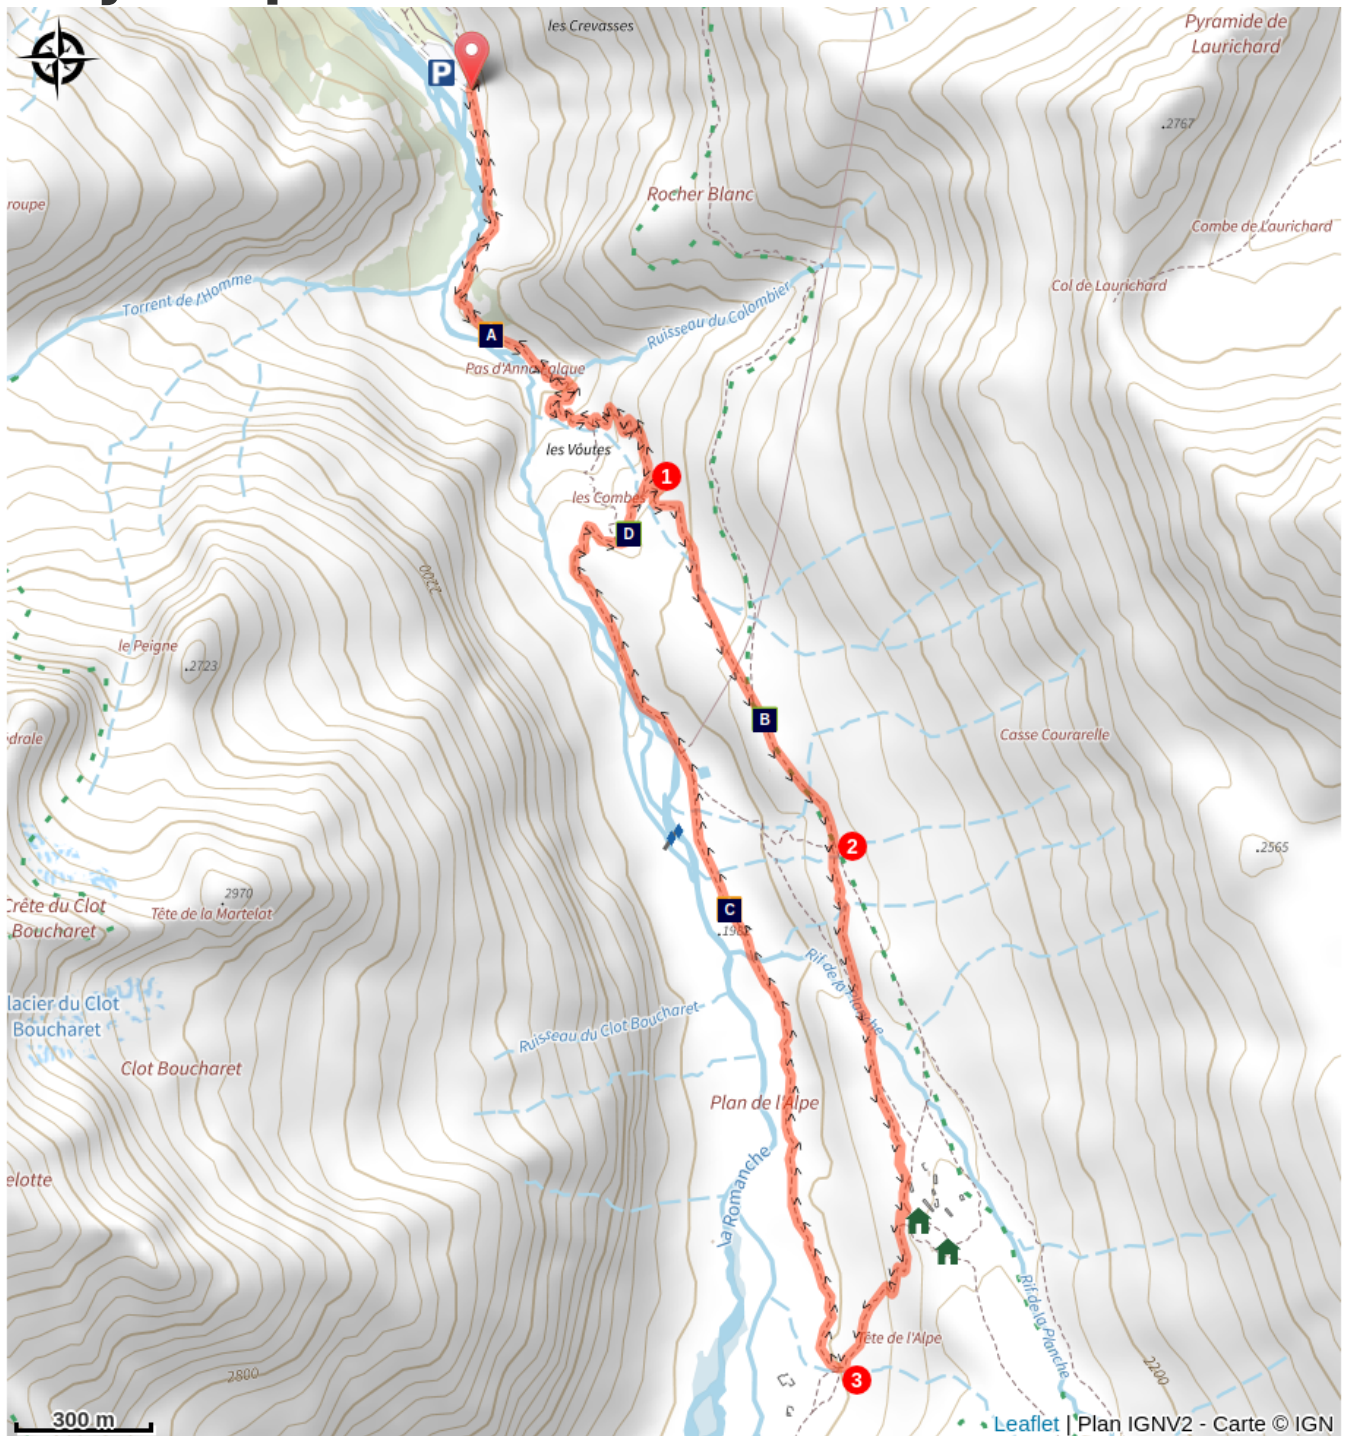 les Crevasses
Pyramide de
Laurichard
P
.2767
Rocher Blanc
roupe
Combe de Laurichard
Torrent de l'Homme
Col de Laurichard
Ruisseau du Colombier
A
Pas d'Anna Falque
les Vôutes
1
les Combes
D
2200
le Peigne
.2723
B
édrale
Casse Courarelle
2
.2565
2970
Tête de la Martelat
Crête du Clot
Boucharet
C
Rif de la Planche
lacier du Clot
Boucharet
Ruisseau du Clot Boucharet
Clot Boucharet
Plan de l'Alpe
elotte
La Romanche
Rif de la Planche
Tête de l'Alpe
2800
2200
3
300 m
Leaflet | Plan IGNV2 - Carte © IGN